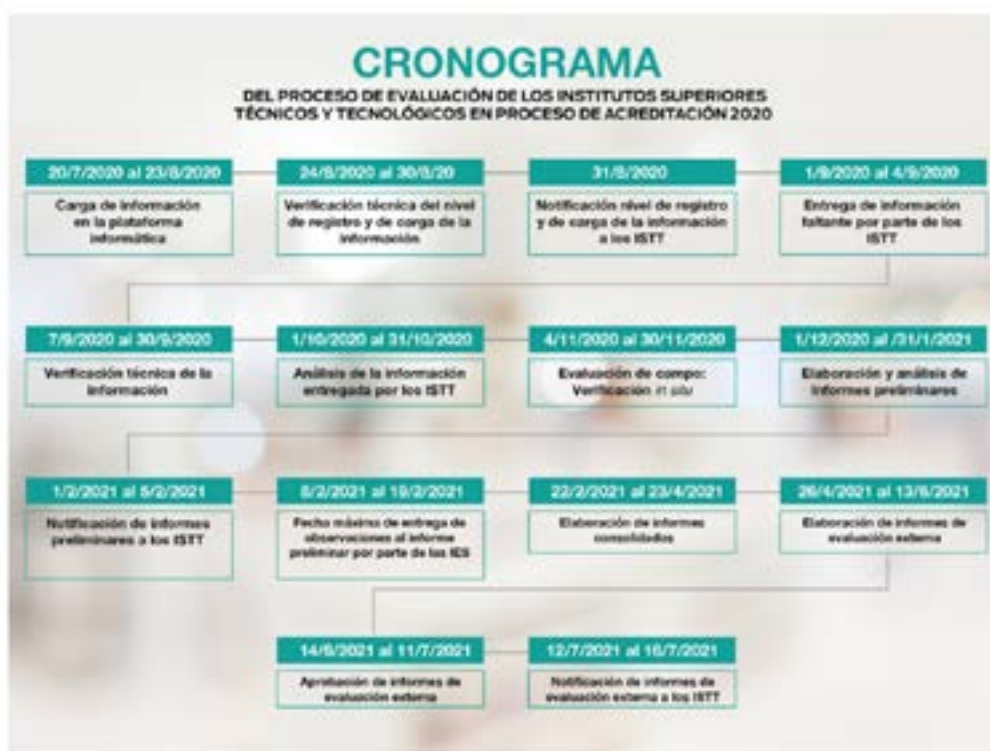 CRONOGRAMA
DEL PROCESO DE EVALUACIÓN DE LOS INSTITUTOS SUPERIORES
TÉCNICOS Y TECNOLÓGICOS EN PROCESO DE ACREDITACIÓN 2020
20/7/2020 al 23/8/2020
Carga de información
en la plataforma
informática
24/8/2020 al 30/8/20
Verificación técnica del nivel
de registro y de carga de la
información
31/8/2020
Notificación nivel de registro
y de carga de la información
a los ISTT
1/9/2020 al 4/9/2020
Entrega de información
faltante por parte de los
ISTT
7/9/2020 al 30/9/2020
Verificación técnica de la
información
1/10/2020 al 31/10/2020
Análisis de la información
entregada por los ISTT
4/11/2020 al 30/11/2020
Evaluación de campo:
Verificación in situ
1/12/2020 al /31/1/2021
Elaboración y análisis de
informes preliminares
1/2/2021 al 5/2/2021
Notificación de informes
preliminares a los ISTT
8/2/2021 al 19/2/2021
Fecha máxima de entrega de
observaciones al informe
preliminar por parte de las IES
22/2/2021 al 23/4/2021
Elaboración de informes
consolidados
26/4/2021 al 13/6/2021
Elaboración de informes de
evaluación externa
14/6/2021 al 11/7/2021
Aprobación de informes de
evaluación externa
12/7/2021 al 16/7/2021
Notificación de informes de
evaluación externa a los ISTT